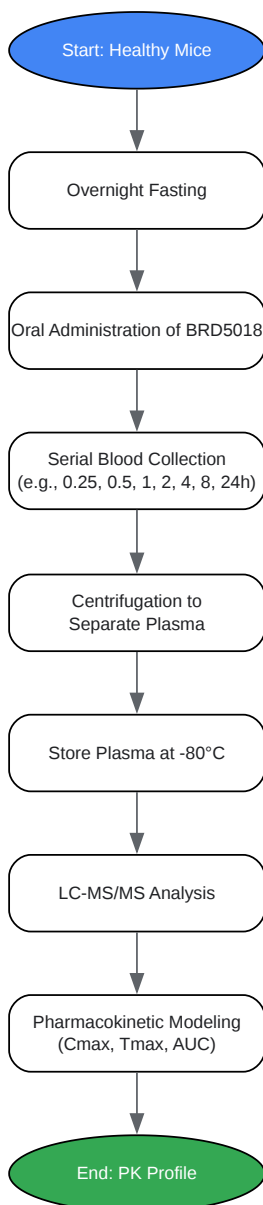 Start: Healthy Mice
Overnight Fasting
Oral Administration of BRD5018
Serial Blood Collection
(e.g., 0.25, 0.5, 1, 2, 4, 8, 24h)
Centrifugation to
Separate Plasma
Store Plasma at -80°C
LC-MS/MS Analysis
Pharmacokinetic Modeling
(Cmax, Tmax, AUC)
End: PK Profile